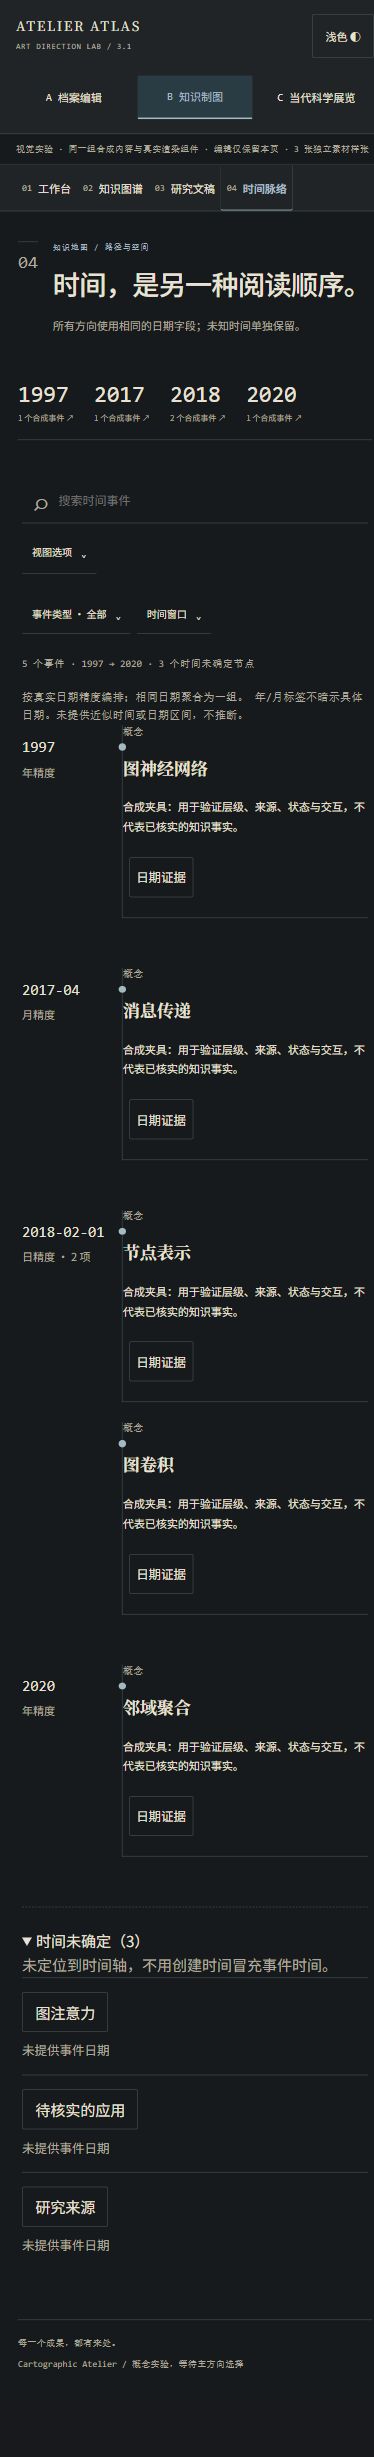 ATELIER ATLAS
ART DIRECTION LAB / 3.1
浅色
A 档案编辑
B 知识制图
C 当代科学展览
视觉实验 · 同一组合成内容与真实渲染组件 · 编辑仅保留本页 · 3 张独立素材样张
01 工作台
02 知识图谱
03 研究文稿
04 时间脉络
04
知识地图 / 路径与空间
时间，是另一种阅读顺序。
所有方向使用相同的日期字段；未知时间单独保留。
1997 2017 2018 2020
1 个合成事件↗ 1 个合成事件↗ 2 个合成事件↗ 1 个合成事件↗
搜索时间事件
视图选项
事件类型 · 全部
时间窗口
5 个事件 · 1997 → 2020 · 3 个时间未确定节点
按真实日期精度编排；相同日期聚合为一组。 年/月标签不暗示具体
日期。未提供近似时间或日期区间，不推断。
1997
年精度
概念
图神经网络
合成夹具：用于验证层级、来源、状态与交互，不
代表已核实的知识事实。
日期证据
2017-04
月精度
概念
消息传递
合成夹具：用于验证层级、来源、状态与交互，不
代表已核实的知识事实。
日期证据
2018-02-01
日精度 · 2 项
概念
节点表示
合成夹具：用于验证层级、来源、状态与交互，不
代表已核实的知识事实。
日期证据
概念
图卷积
合成夹具：用于验证层级、来源、状态与交互，不
代表已核实的知识事实。
日期证据
2020
年精度
概念
邻域聚合
合成夹具：用于验证层级、来源、状态与交互，不
代表已核实的知识事实。
日期证据
▼ 时间未确定（3）
未定位到时间轴，不用创建时间冒充事件时间。
图注意力
未提供事件日期
待核实的应用
未提供事件日期
研究来源
未提供事件日期
每一个成果，都有来处。
Cartographic Atelier / 概念实验，等待主方向选择